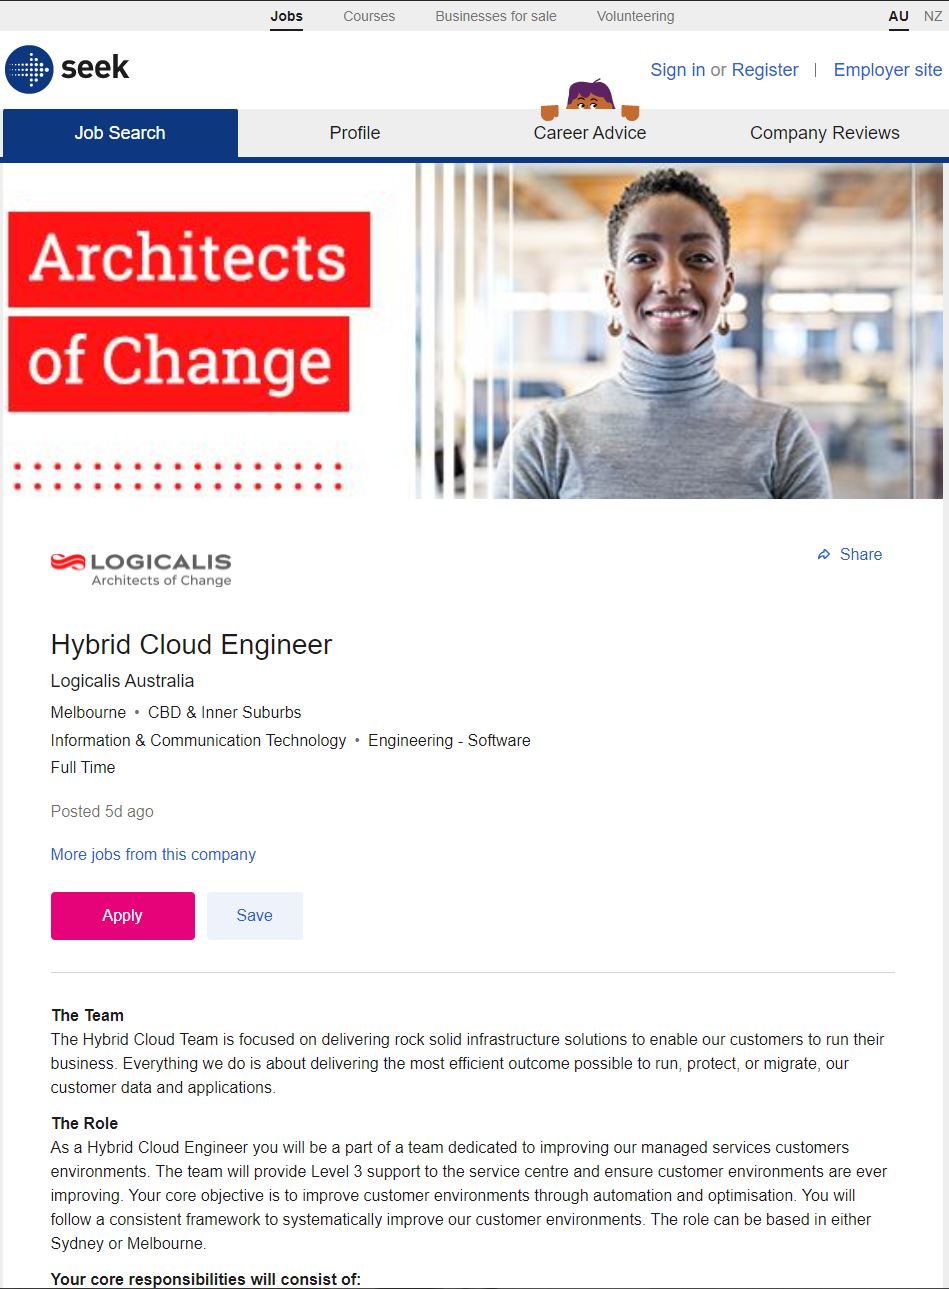 Jobs Courses Businesses for sale Volunteering AU NZ
seek
Sign in or Register | Employer site
Job Search Profile Career Advice Company Reviews
Architects
of Change
LOGICALIS
Architects of Change
Share
Hybrid Cloud Engineer
Logicalis Australia
Melbourne • CBD & Inner Suburbs
Information & Communication Technology • Engineering - Software
Full Time
Posted 5d ago
More jobs from this company
Apply Save
The Team
The Hybrid Cloud Team is focused on delivering rock solid infrastructure solutions to enable our customers to run their
business. Everything we do is about delivering the most efficient outcome possible to run, protect, or migrate, our
customer data and applications.
The Role
As a Hybrid Cloud Engineer you will be a part of a team dedicated to improving our managed services customers
environments. The team will provide Level 3 support to the service centre and ensure customer environments are ever
improving. Your core objective is to improve customer environments through automation and optimisation. You will
follow a consistent framework to systematically improve our customer environments. The role can be based in either
Sydney or Melbourne.
Your core responsibilities will consist of: